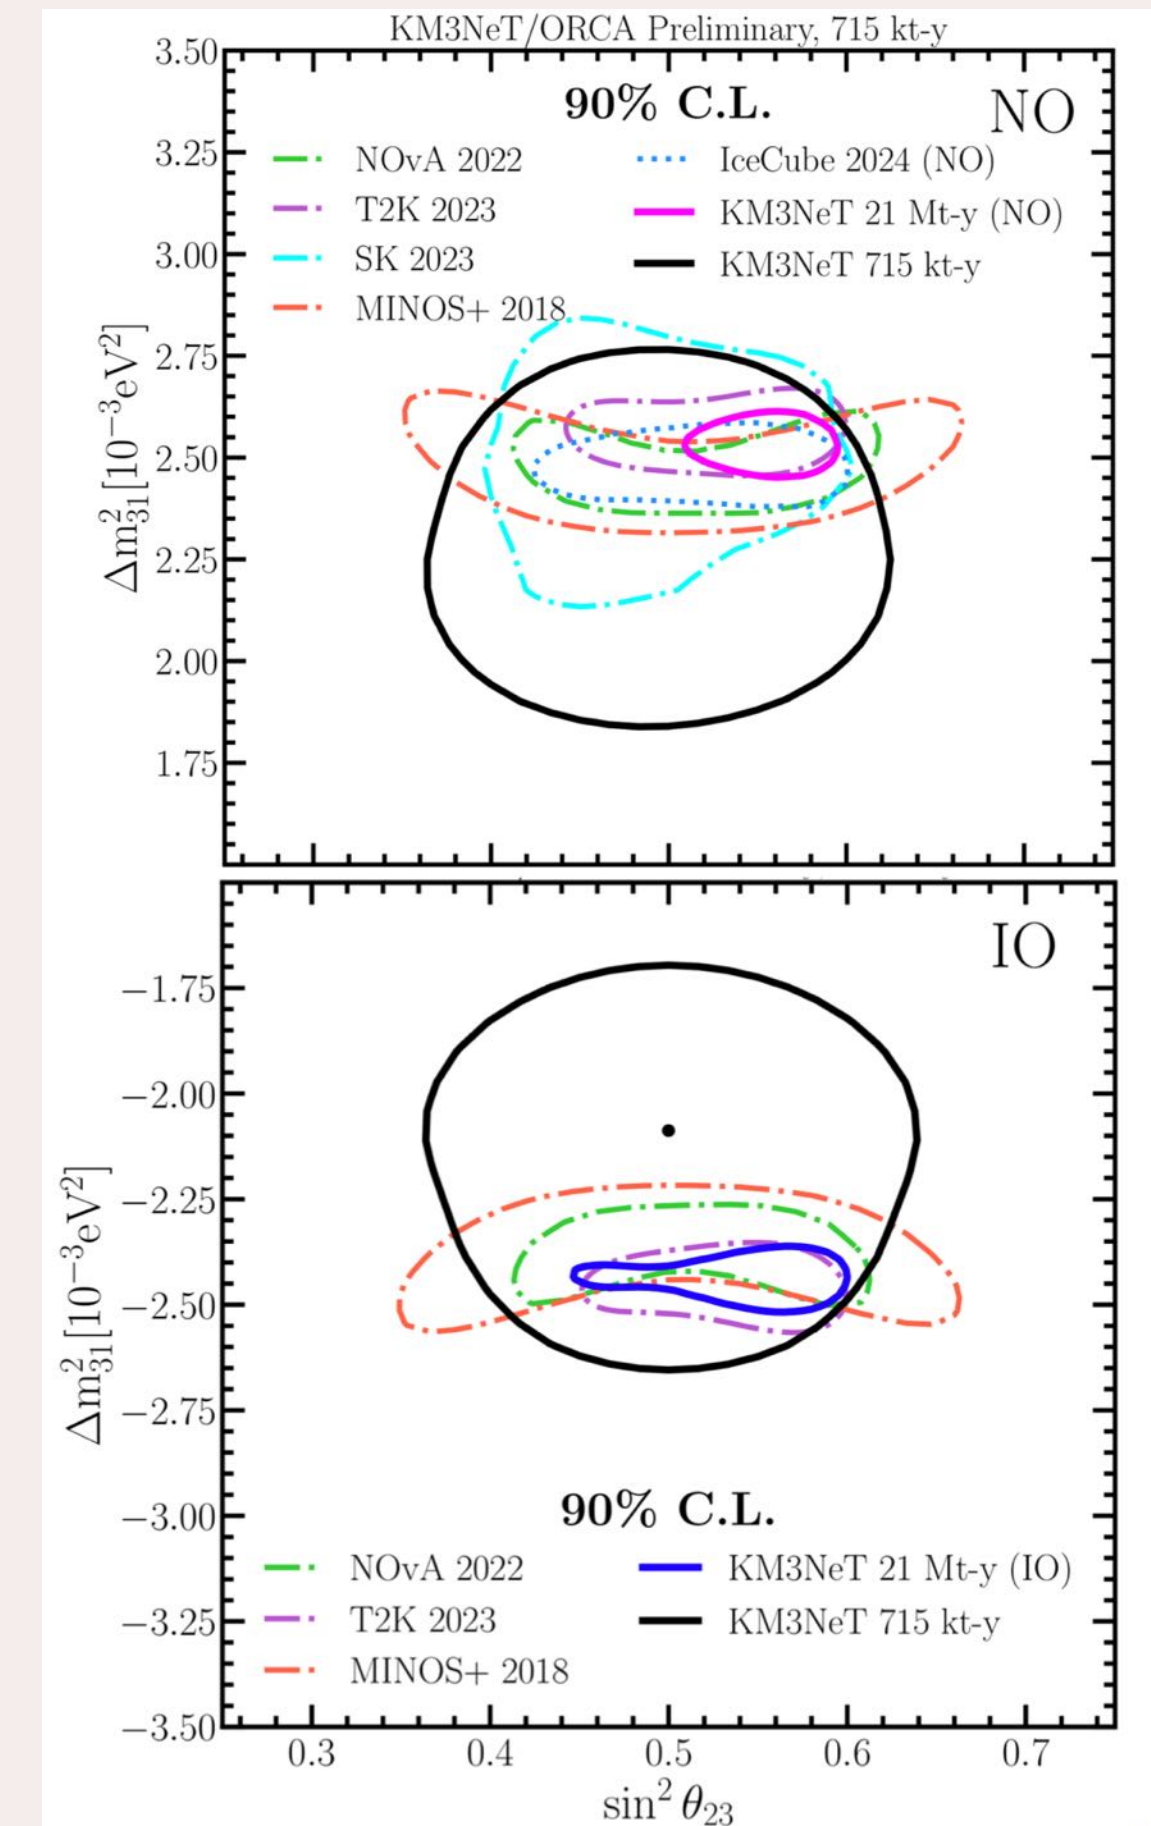 KM3NeT/ORCA Preliminary, 715 kt-y
90% C.L.
NO
NOνA 2022
T2K 2023
SK 2023
MINOS+ 2018
IceCube 2024 (NO)
KM3NeT 21 Mt-y (NO)
KM3NeT 715 kt-y
3.50
3.25
3.00
2.75
2.50
2.25
2.00
1.75
Δm²₃₁[10⁻³eV²]
IO
−1.75
−2.00
−2.25
−2.50
−2.75
−3.00
−3.25
−3.50
Δm²₃₁[10⁻³eV²]
90% C.L.
NOνA 2022
T2K 2023
MINOS+ 2018
KM3NeT 21 Mt-y (IO)
KM3NeT 715 kt-y
0.3 0.4 0.5 0.6 0.7
sin² θ₂₃